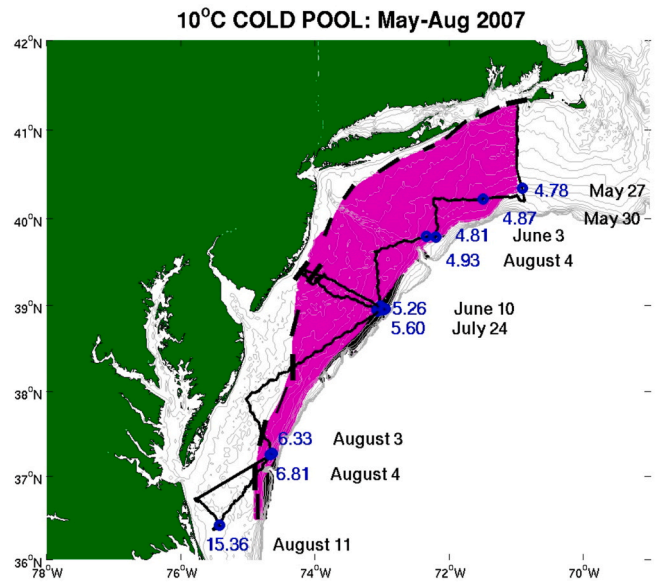 10°C COLD POOL: May-Aug 2007
42°N
41°N
40°N
39°N
38°N
37°N
36°N
4.78 May 27
4.87 May 30
4.81 June 3
4.93 August 4
5.26 June 10
5.60 July 24
6.33 August 3
6.81 August 4
15.36 August 11
78°W 76°W 74°W 72°W 70°W